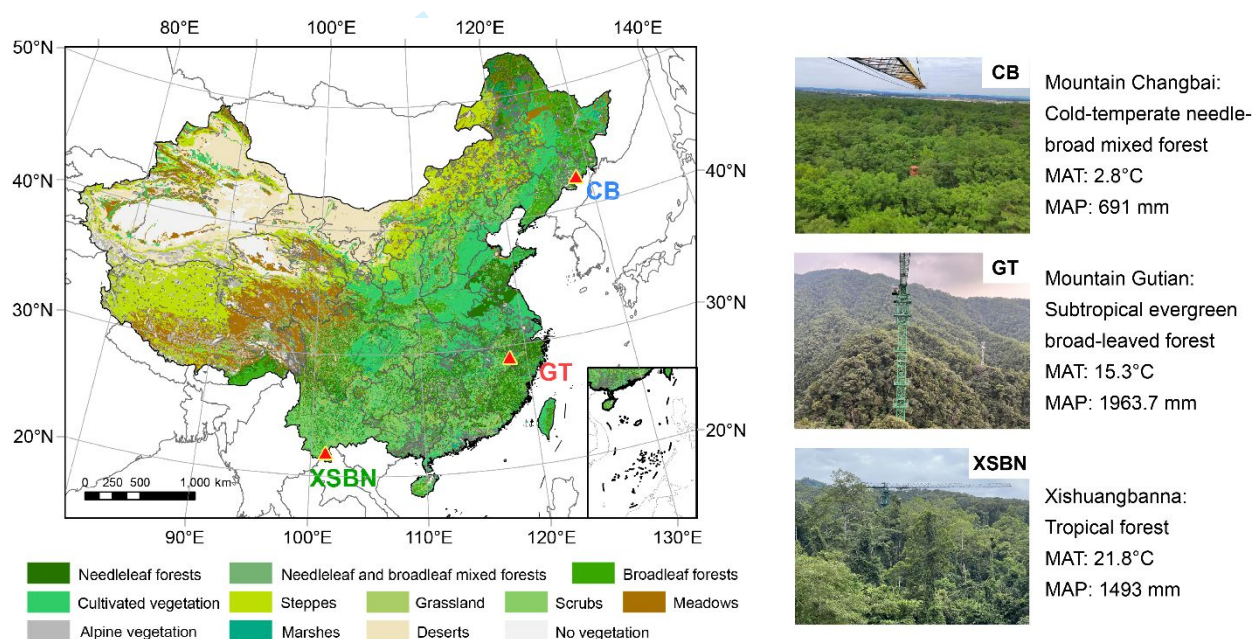 80°E 100°E 120°E 140°E
50°N
40°N
30°N
20°N
40°N
30°N
20°N
CB
GT
XSBN
0 250 500 1,000 km
90°E 100°E 110°E 120°E 130°E
Needleleaf forests Needleleaf and broadleaf mixed forests Broadleaf forests
Cultivated vegetation Steppes Grassland Scrubs Meadows
Alpine vegetation Marshes Deserts No vegetation
CB
Mountain Changbai:
Cold-temperate needle-
broad mixed forest
MAT: 2.8°C
MAP: 691 mm
GT
Mountain Gutian:
Subtropical evergreen
broad-leaved forest
MAT: 15.3°C
MAP: 1963.7 mm
XSBN
Xishuangbanna:
Tropical forest
MAT: 21.8°C
MAP: 1493 mm